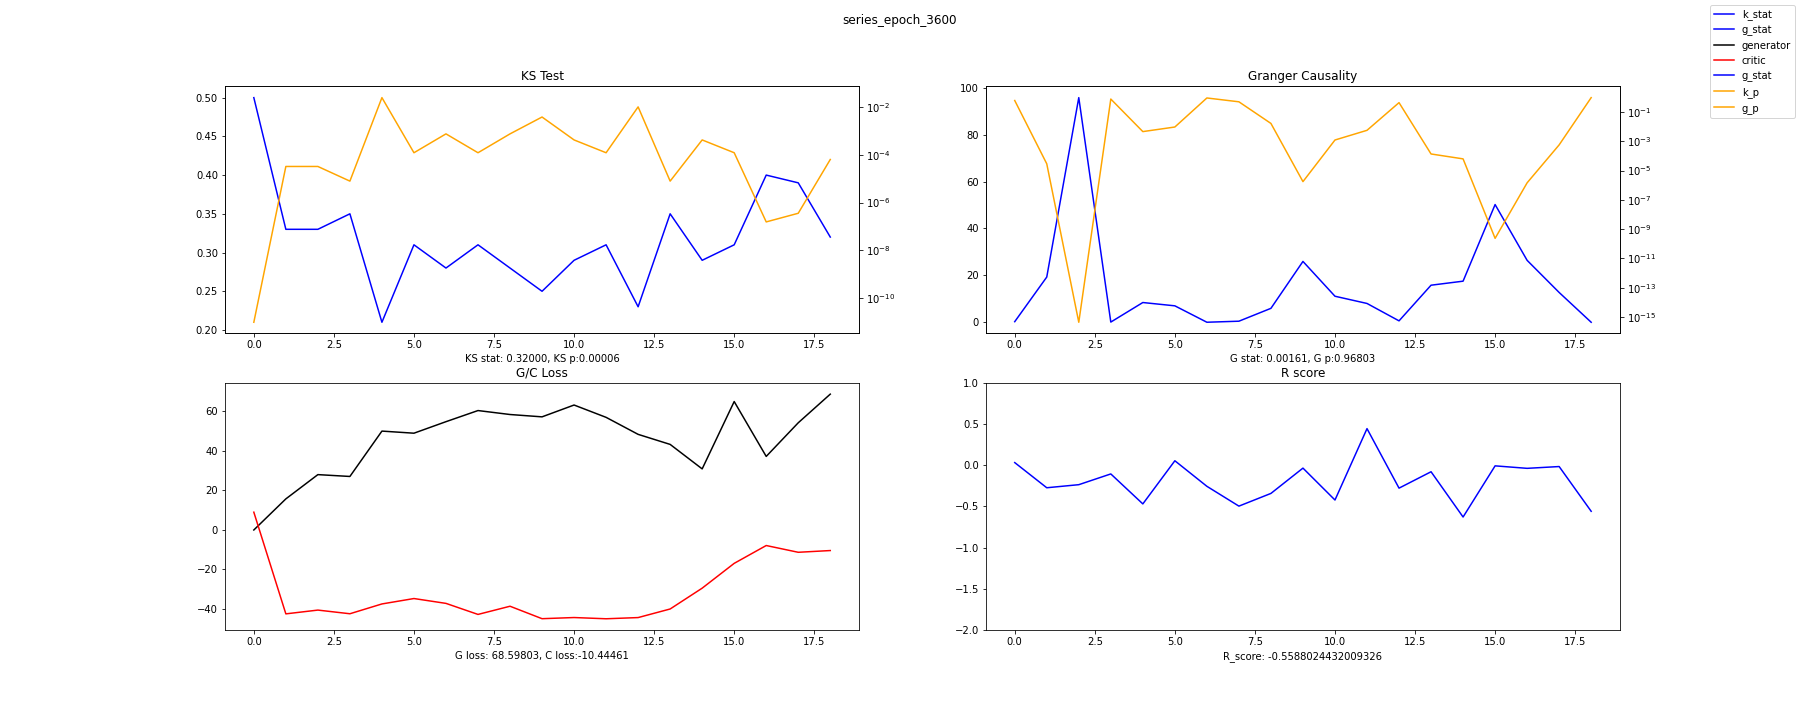 series_epoch_3600
k_stat
g_stat
generator
critic
g_stat
k_p
g_p
KS Test
0.50
0.45
0.40
0.35
0.30
0.25
0.20
10^-2
10^-4
10^-6
10^-8
10^-10
0.0 2.5 5.0 7.5 10.0 12.5 15.0 17.5
KS stat: 0.32000, KS p:0.00006
Granger Causality
100
80
60
40
20
0
10^-1
10^-3
10^-5
10^-7
10^-9
10^-11
10^-13
10^-15
0.0 2.5 5.0 7.5 10.0 12.5 15.0 17.5
G stat: 0.00161, G p:0.96803
G/C Loss
60
40
20
0
−20
−40
0.0 2.5 5.0 7.5 10.0 12.5 15.0 17.5
G loss: 68.59803, C loss:-10.44461
R score
1.0
0.5
0.0
−0.5
−1.0
−1.5
−2.0
0.0 2.5 5.0 7.5 10.0 12.5 15.0 17.5
R_score: -0.5588024432009326